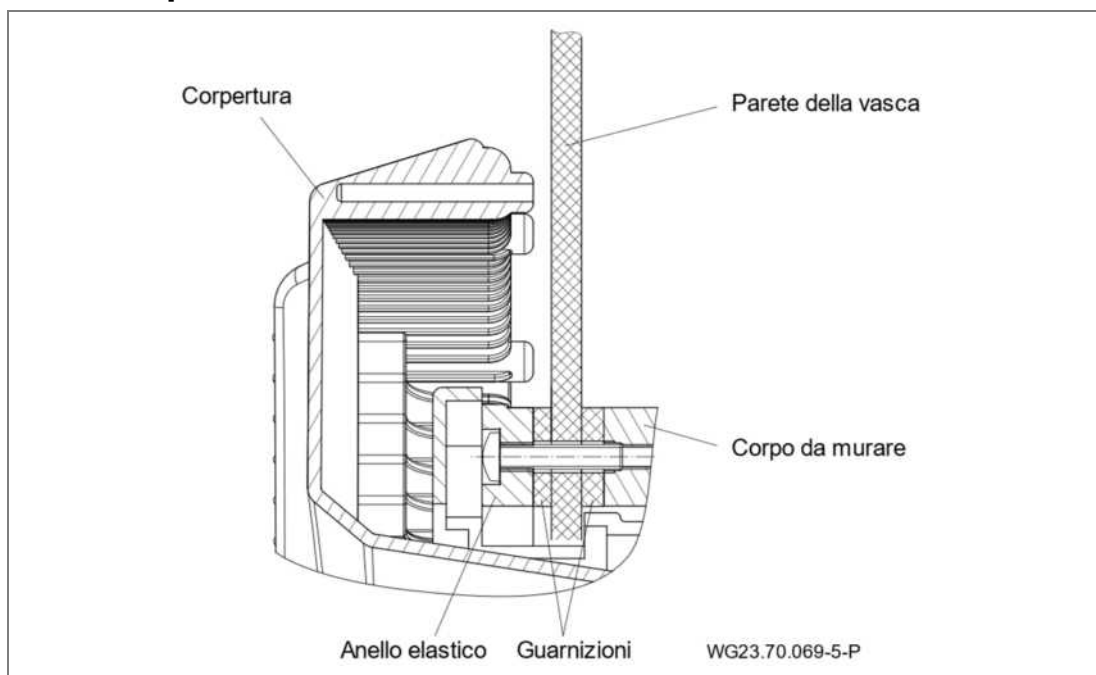 Corpertura
Parete della vasca
Corpo da murare
Anello elastico
Guarnizioni
WG23.70.069-5-P